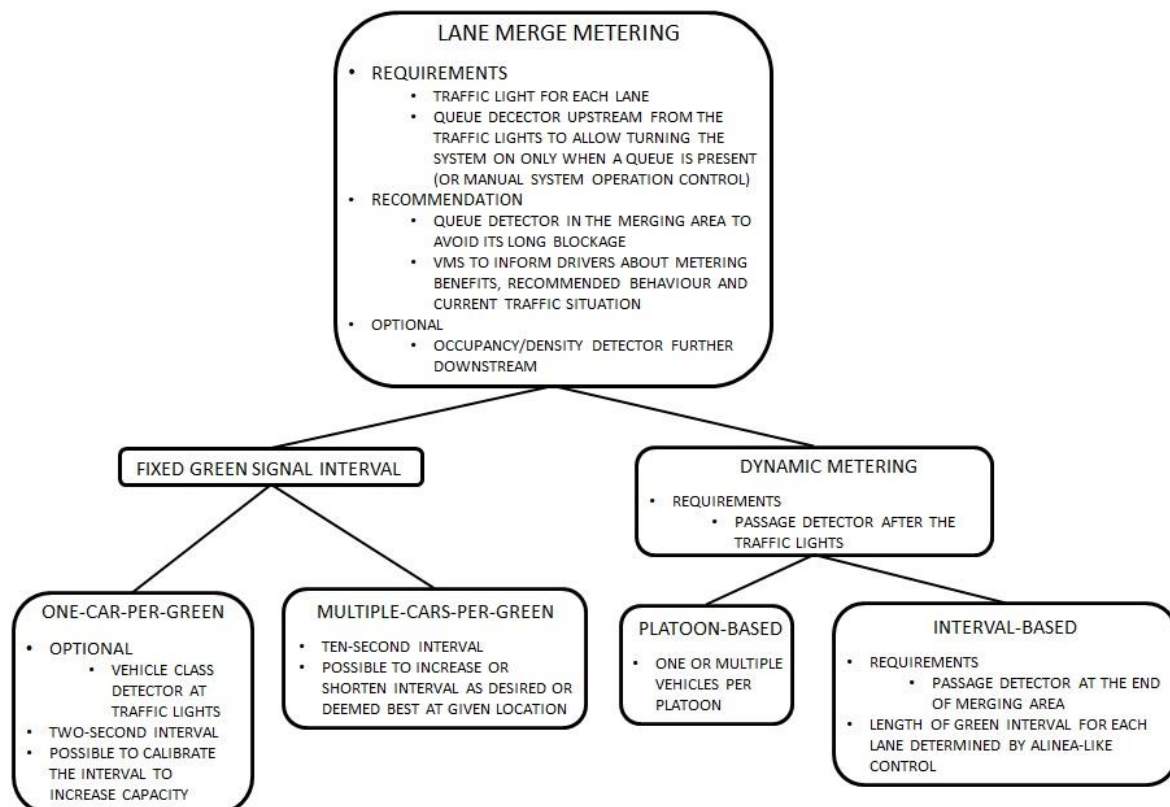 LANE MERGE METERING
• REQUIREMENTS
• TRAFFIC LIGHT FOR EACH LANE
• QUEUE DECECTOR UPSTREAM FROM THE
TRAFFIC LIGHTS TO ALLOW TURNING THE
SYSTEM ON ONLY WHEN A QUEUE IS PRESENT
(OR MANUAL SYSTEM OPERATION CONTROL)
• RECOMMENDATION
• QUEUE DETECTOR IN THE MERGING AREA TO
AVOID ITS LONG BLOCKAGE
• VMS TO INFORM DRIVERS ABOUT METERING
BENEFITS, RECOMMENDED BEHAVIOUR AND
CURRENT TRAFFIC SITUATION
• OPTIONAL
• OCCUPANCY/DENSITY DETECTOR FURTHER
DOWNSTREAM
FIXED GREEN SIGNAL INTERVAL
DYNAMIC METERING
• REQUIREMENTS
• PASSAGE DETECTOR AFTER THE
TRAFFIC LIGHTS
ONE-CAR-PER-GREEN
• OPTIONAL
• VEHICLE CLASS
DETECTOR AT
TRAFFIC LIGHTS
• TWO-SECOND INTERVAL
• POSSIBLE TO CALIBRATE
THE INTERVAL TO
INCREASE CAPACITY
MULTIPLE-CARS-PER-GREEN
• TEN-SECOND INTERVAL
• POSSIBLE TO INCREASE OR
SHORTEN INTERVAL AS DESIRED OR
DEEMED BEST AT GIVEN LOCATION
PLATOON-BASED
• ONE OR MULTIPLE
VEHICLES PER
PLATOON
INTERVAL-BASED
• REQUIREMENTS
• PASSAGE DETECTOR AT THE END
OF MERGING AREA
• LENGTH OF GREEN INTERVAL FOR EACH
LANE DETERMINED BY ALINEA-LIKE
CONTROL